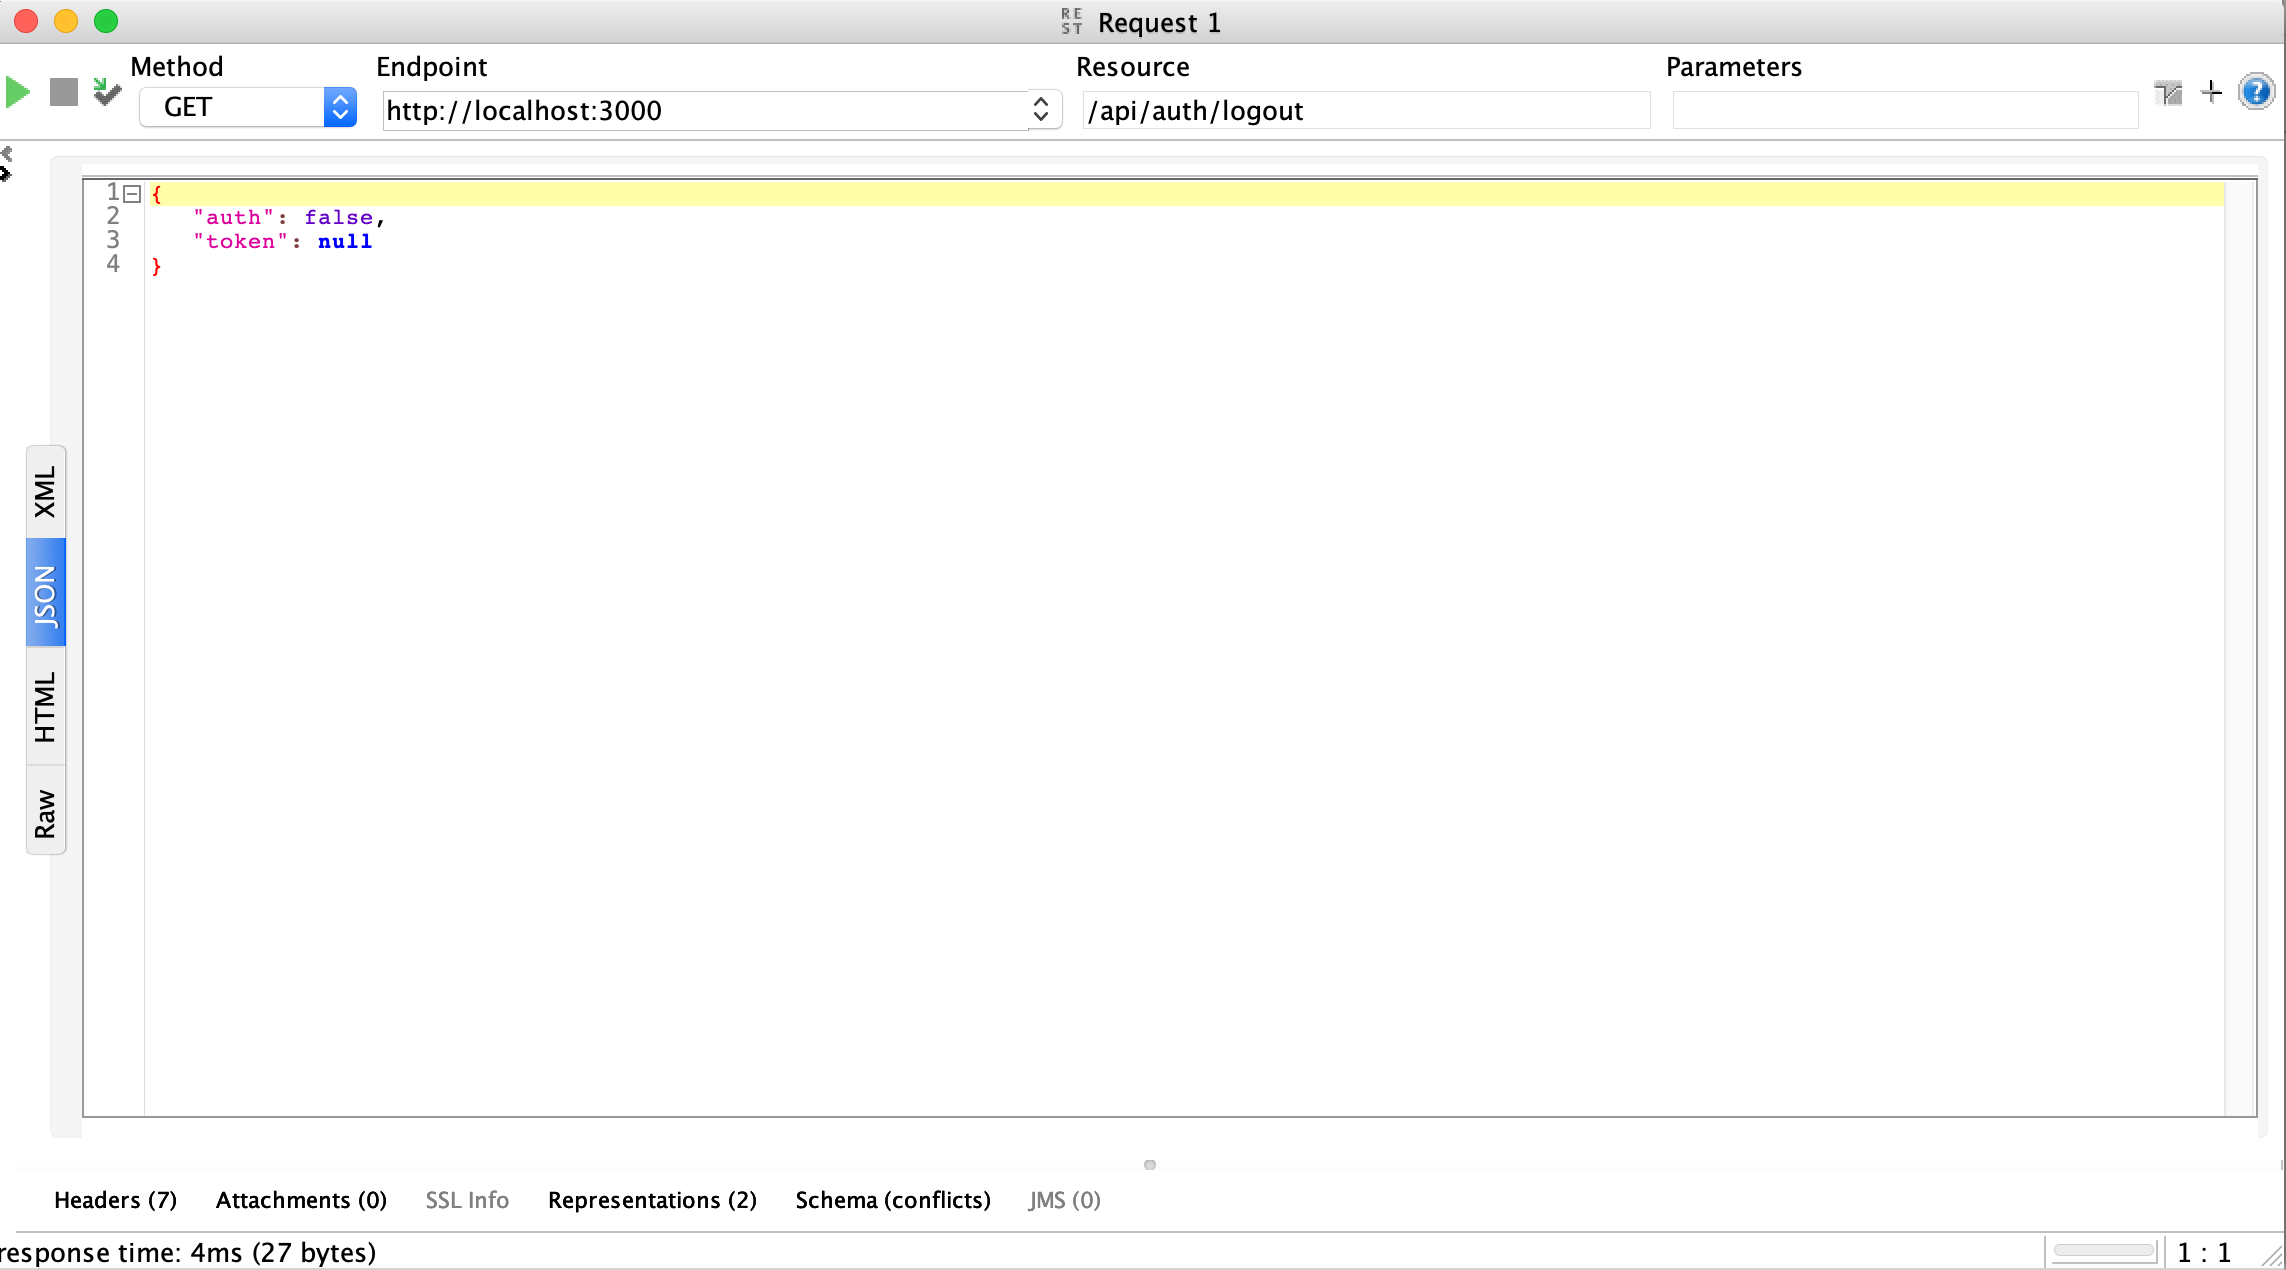 REST Request 1
Method Endpoint Resource Parameters
GET http://localhost:3000 /api/auth/logout
1 {
2 "auth": false,
3 "token": null
4 }
XML
JSON
HTML
Raw
Headers (7) Attachments (0) SSL Info Representations (2) Schema (conflicts) JMS (0)
response time: 4ms (27 bytes) 1 : 1